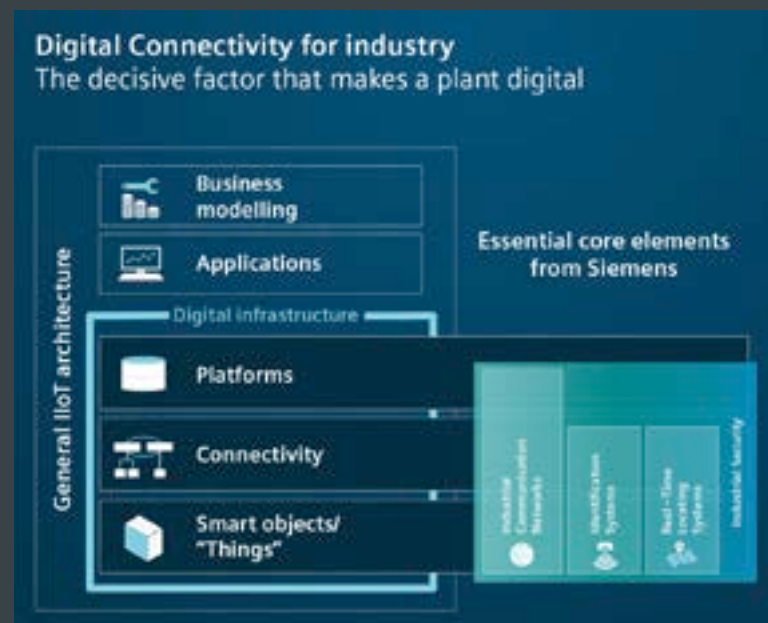 Digital Connectivity for industry
The decisive factor that makes a plant digital
General IIoT architecture
Business
modelling
Applications
Digital infrastructure
Platforms
Connectivity
Smart objects/
"Things"
Essential core elements
from Siemens
Industrial
Communication
Networks
Identification
Systems
Real-Time
Locating
Systems
Industrial Security